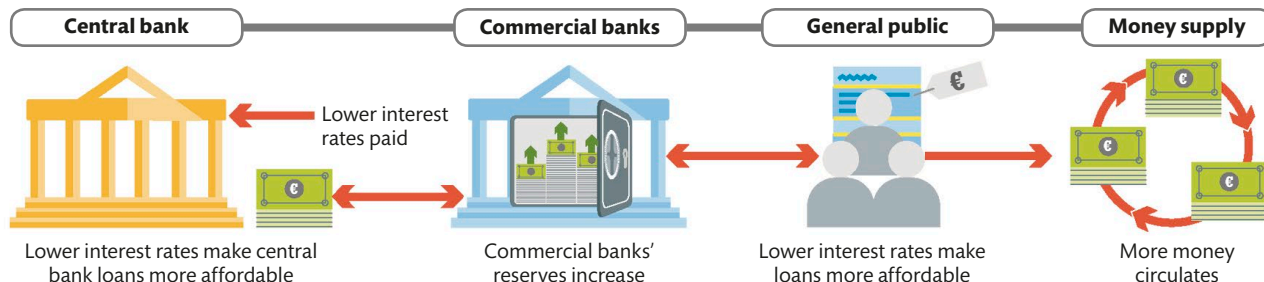 Central bank
Commercial banks
General public
Money supply
Lower interest
rates paid
€
€
€
€
€
Lower interest rates make central
bank loans more affordable
Commercial banks’
reserves increase
Lower interest rates make
loans more affordable
More money
circulates